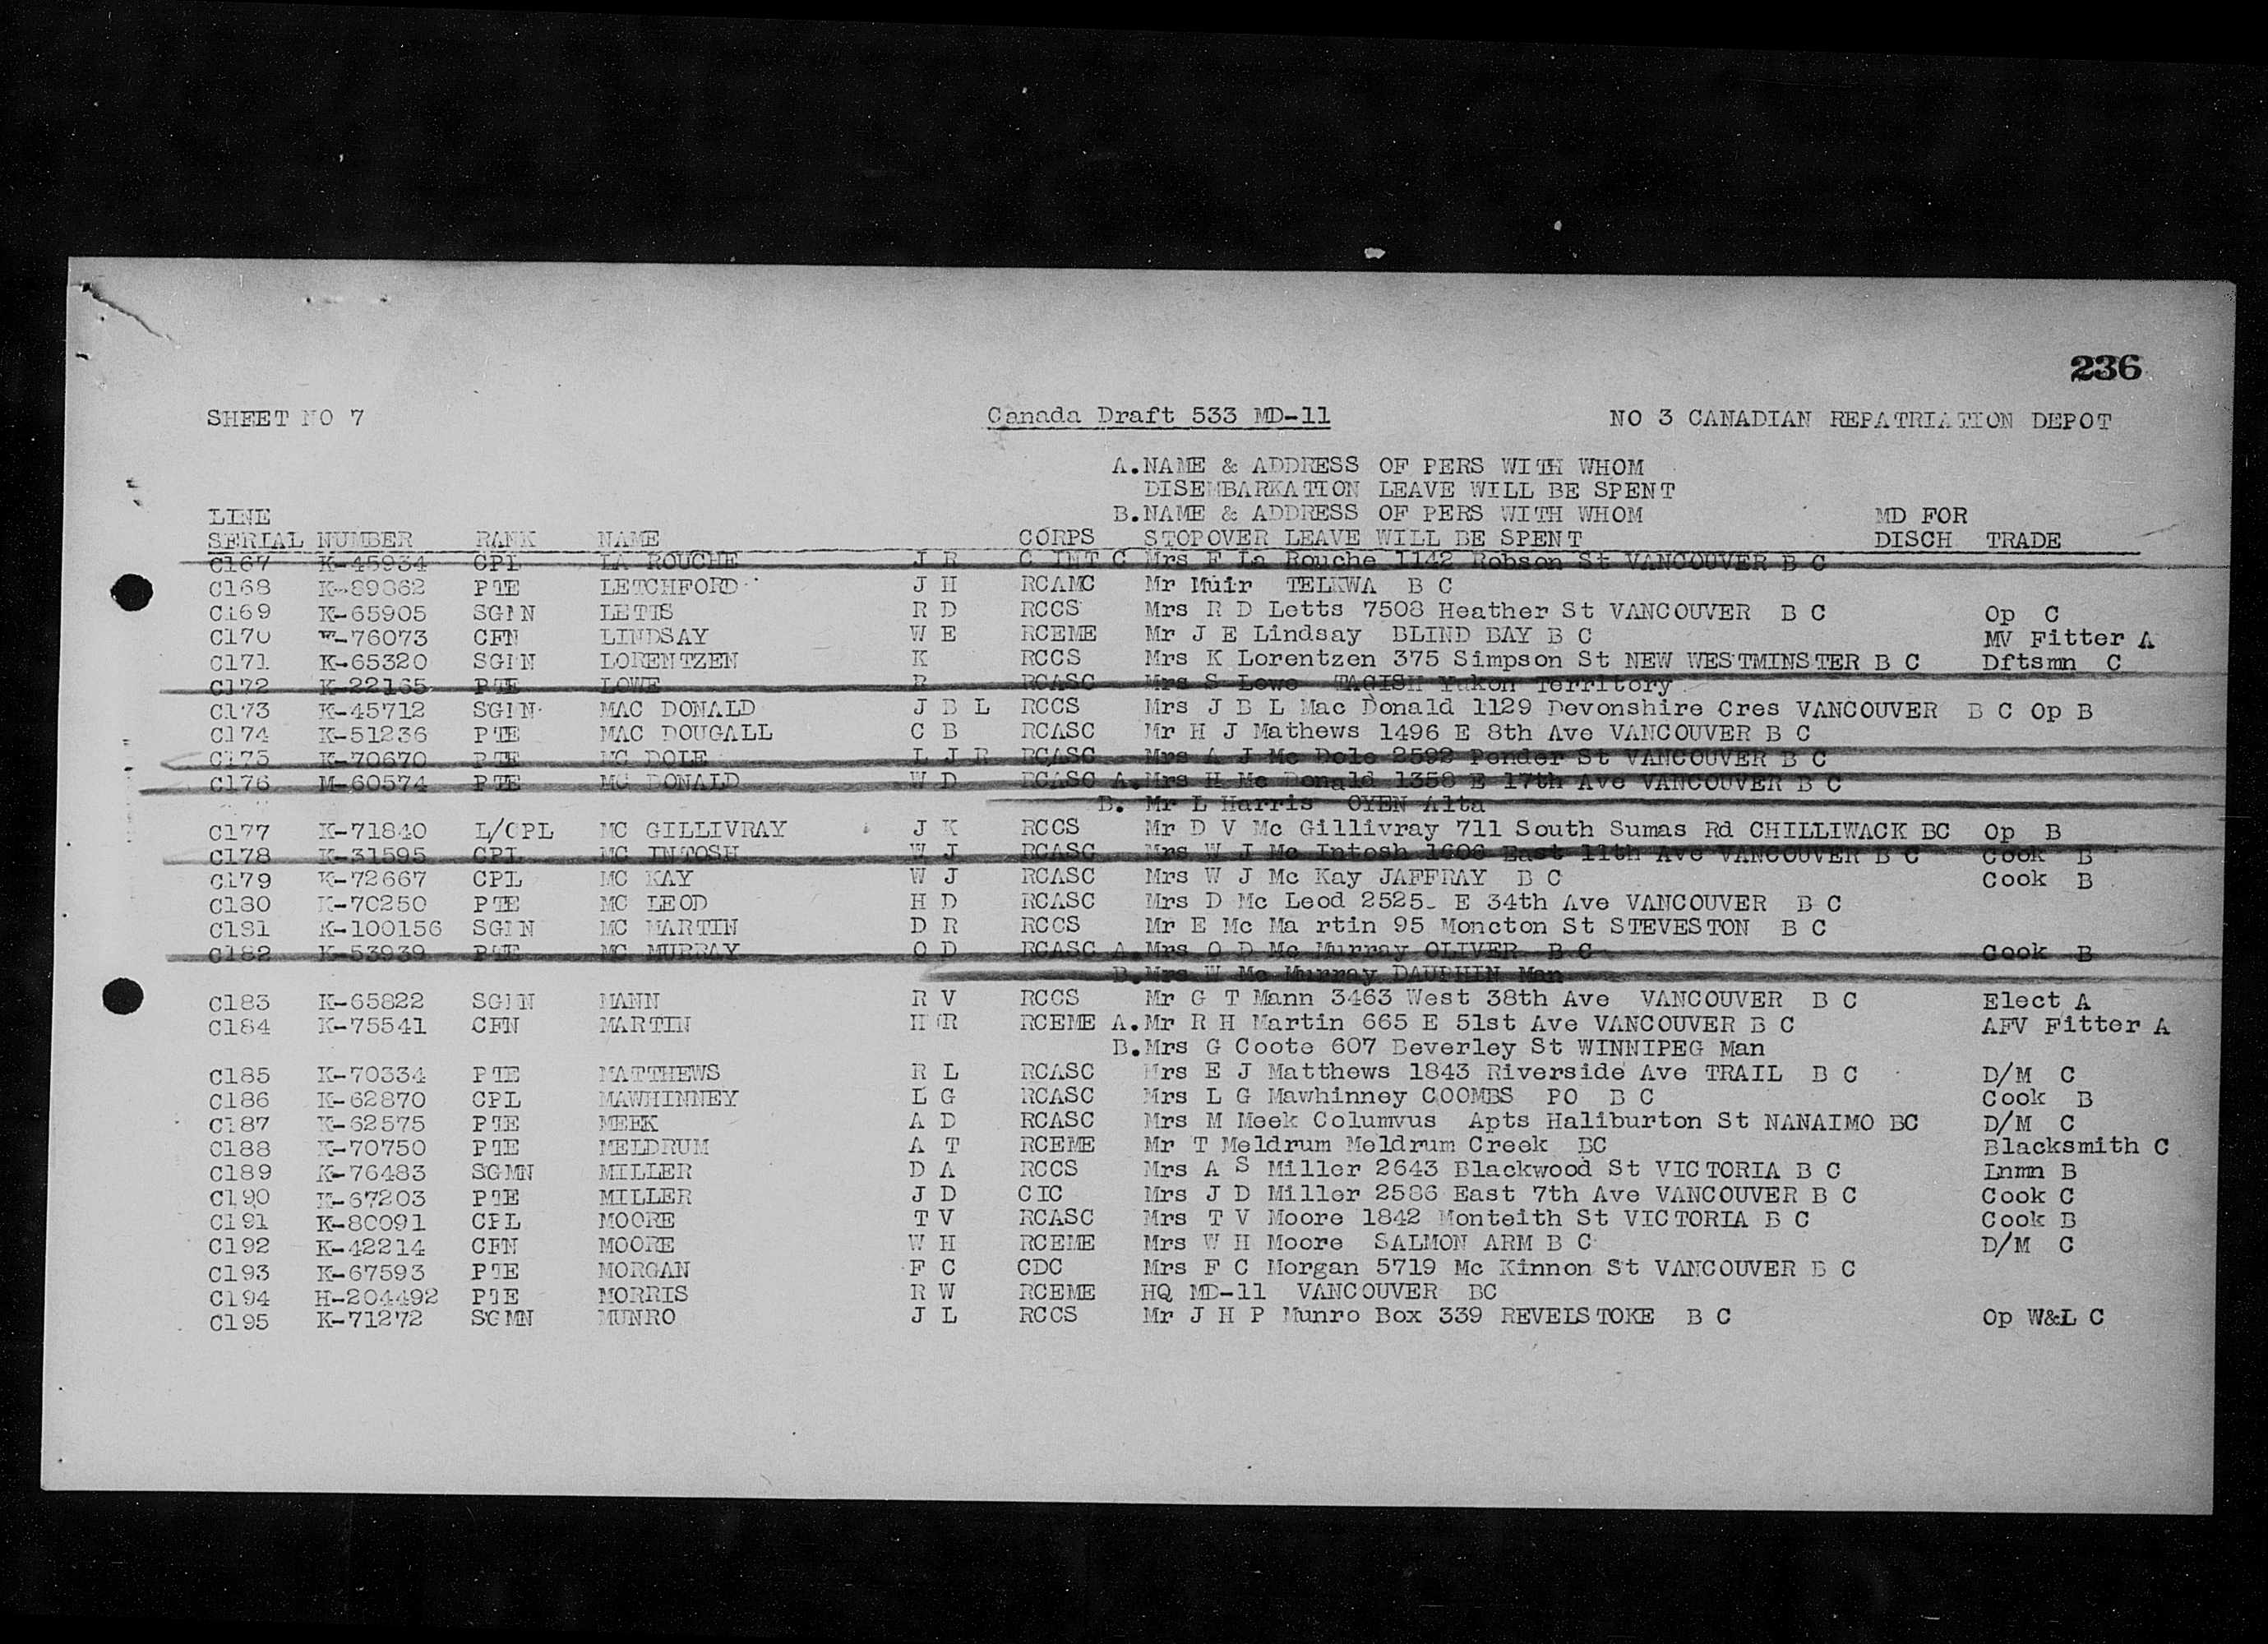 236
SHEET NO 7 Canada Draft 533 MD-11 NO 3 CANADIAN REPATRIATION DEPOT
A.NAME & ADDRESS OF PERS WITH WHOM
DISEMBARKATION LEAVE WILL BE SPENT
LINE B.NAME & ADDRESS OF PERS WITH WHOM MD FOR
SERIAL NUMBER RANK NAME CORPS STOPOVER LEAVE WILL BE SPENT DISCH TRADE
C167 K-45934 CPL LA ROUCHE J R C INT C Mrs F La Rouche 1142 Robson St VANCOUVER B C
C168 K-89862 PTE LETCHFORD J H RCAMC Mr Muir TELKWA B C
C169 K-65905 SGMN LETTS R D RCCS Mrs R D Letts 7508 Heather St VANCOUVER B C Op C
C170 K-76073 CFN LINDSAY W E RCEME Mr J E Lindsay BLIND BAY B C MV Fitter A
C171 K-65320 SGMN LORENTZEN K RCCS Mrs K Lorentzen 375 Simpson St NEW WESTMINSTER B C Dftsmn C
C172 K-22165 PTE LOWE R RCASC Mrs S Lowe TAGISH Yukon Territory
C173 K-45712 SGMN MAC DONALD J B L RCCS Mrs J B L Mac Donald 1129 Devonshire Cres VANCOUVER B C Op B
C174 K-51236 PTE MAC DOUGALL C B RCASC Mr H J Mathews 1496 E 8th Ave VANCOUVER B C
C175 K-70670 PTE MC DOLE L J R RCASC Mrs A J Mc Dole 2592 Pender St VANCOUVER B C
C176 M-60574 PTE MC DONALD W D RCASC A.Mrs H Mc Donald 1358 E 17th Ave VANCOUVER B C
B. Mr L Harris OYEN Alta
C177 K-71840 L/CPL MC GILLIVRAY J K RCCS Mr D V Mc Gillivray 711 South Sumas Rd CHILLIWACK BC Op B
C178 K-31595 CPL MC INTOSH W J RCASC Mrs W J Mc Intosh 1606 East 11th Ave VANCOUVER B C Cook B
C179 K-72667 CPL MC KAY W J RCASC Mrs W J Mc Kay JAFFRAY B C Cook B
C180 K-70250 PTE MC LEOD H D RCASC Mrs D Mc Leod 2525 E 34th Ave VANCOUVER B C
C181 K-100156 SGMN MC MARTIN D R RCCS Mr E Mc Ma rtin 95 Moncton St STEVESTON B C
C182 K-53939 PTE MC MURRAY O D RCASC A.Mrs O D Mc Murray OLIVER B C Cook B
B.Mrs W Mc Murray DAUPHIN Man
C183 K-65822 SGMN MANN R V RCCS Mr G T Mann 3463 West 38th Ave VANCOUVER B C Elect A
C184 K-75541 CFN MARTIN H R RCEME A.Mr R H Martin 665 E 51st Ave VANCOUVER B C AFV Fitter A
B.Mrs G Coote 607 Beverley St WINNIPEG Man
C185 K-70334 PTE MATTHEWS R L RCASC Mrs E J Matthews 1843 Riverside Ave TRAIL B C D/M C
C186 K-62870 CPL MAWHINNEY L G RCASC Mrs L G Mawhinney COOMBS PO B C Cook B
C187 K-62575 PTE MEEK A D RCASC Mrs M Meek Columvus Apts Haliburton St NANAIMO BC D/M C
C188 K-70750 PTE MELDRUM A T RCEME Mr T Meldrum Meldrum Creek BC Blacksmith C
C189 K-76483 SGMN MILLER D A RCCS Mrs A S Miller 2643 Blackwood St VICTORIA B C Lnmn B
C190 K-67203 PTE MILLER J D CIC Mrs J D Miller 2586 East 7th Ave VANCOUVER B C Cook C
C191 K-80091 CPL MOORE T V RCASC Mrs T V Moore 1842 Monteith St VICTORIA B C Cook B
C192 K-42214 CFN MOORE W H RCEME Mrs W H Moore SALMON ARM B C D/M C
C193 K-67593 PTE MORGAN F C CDC Mrs F C Morgan 5719 Mc Kinnon St VANCOUVER B C
C194 H-204492 PTE MORRIS R W RCEME HQ MD-11 VANCOUVER BC
C195 K-71272 SGMN MUNRO J L RCCS Mr J H P Munro Box 339 REVELSTOKE B C Op W&L C